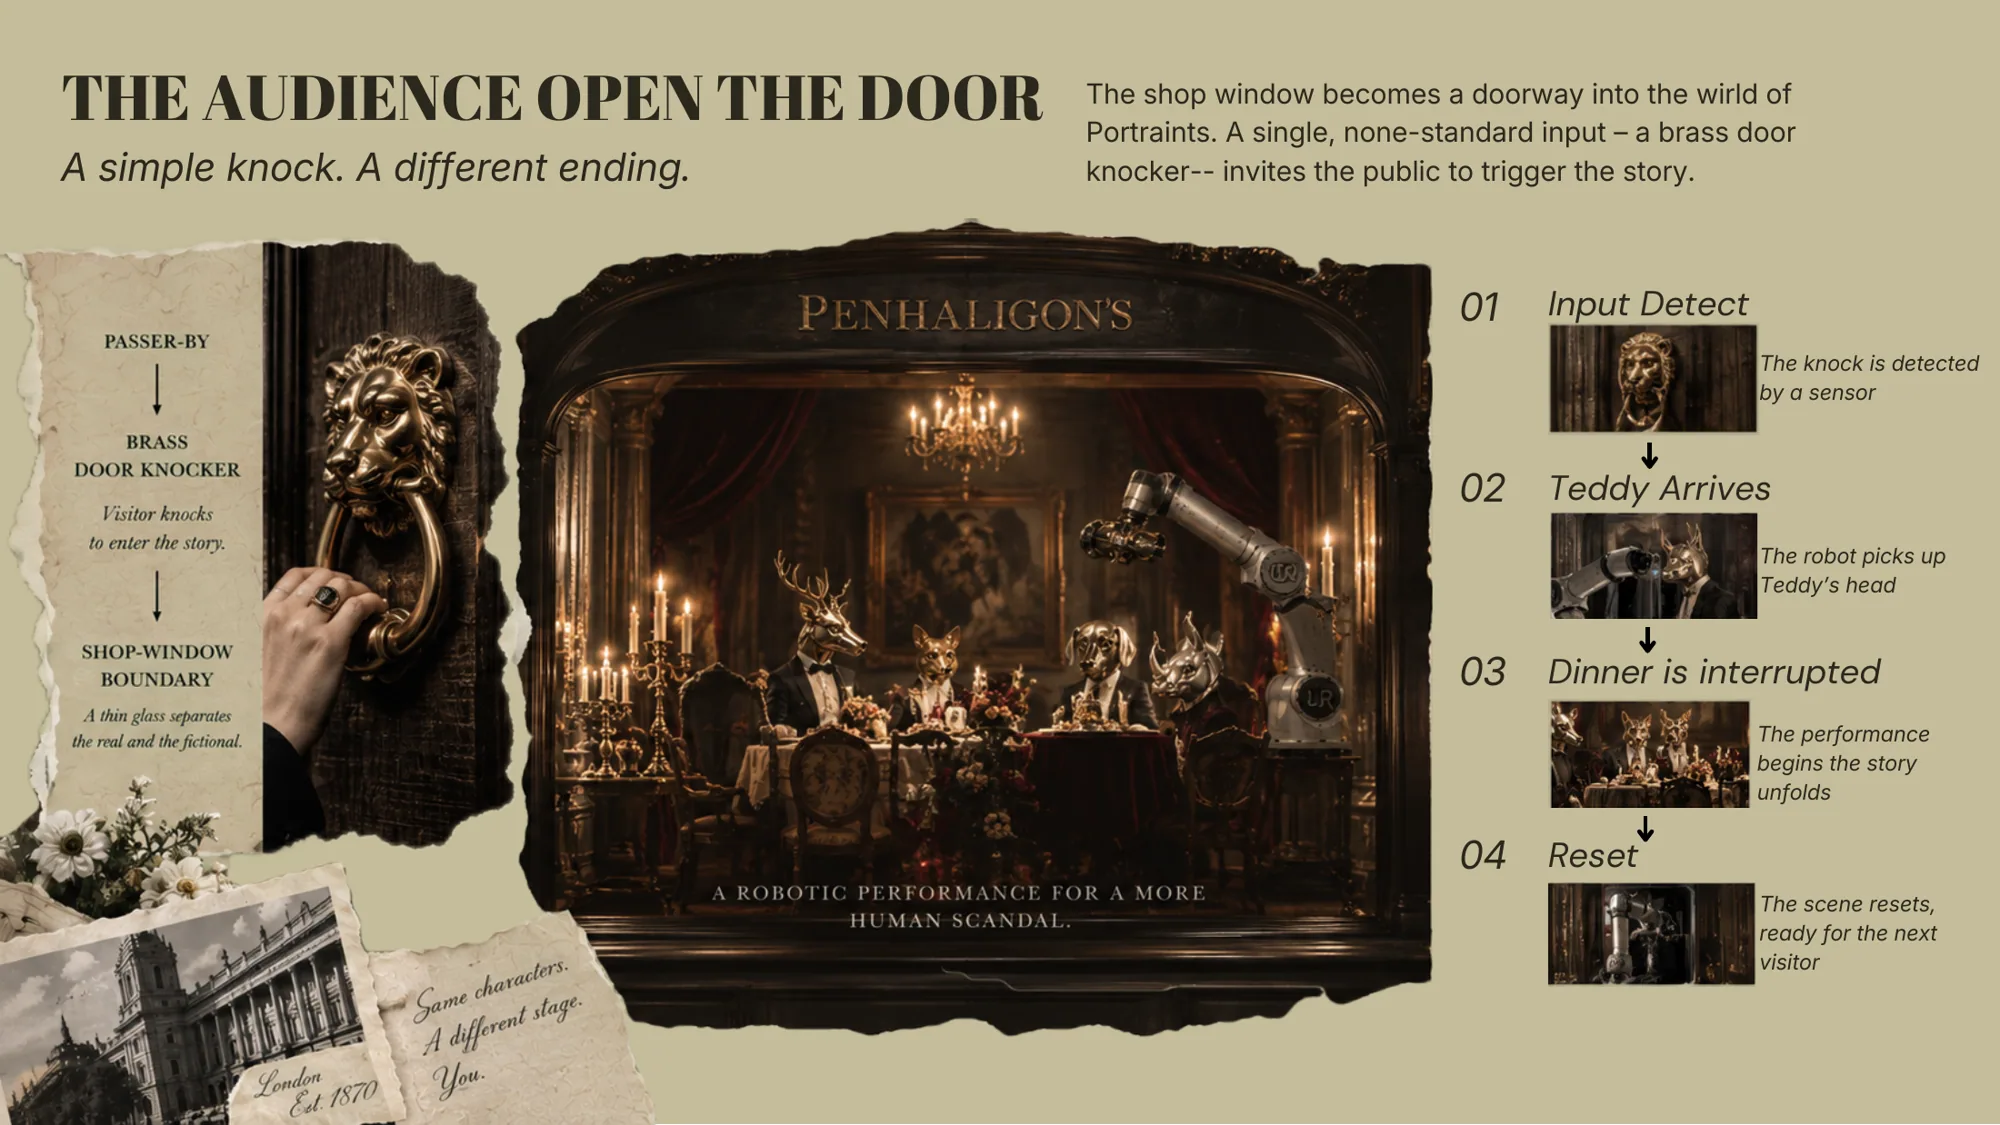 THE AUDIENCE OPEN THE DOOR
A simple knock. A different ending.
The shop window becomes a doorway into the wirld of
Portraints. A single, none-standard input – a brass door
knocker-- invites the public to trigger the story.
PASSER-BY
BRASS
DOOR KNOCKER
Visitor knocks
to enter the story.
SHOP-WINDOW
BOUNDARY
A thin glass separates
the real and the fictional.
PENHALIGON'S
UR
UR
A ROBOTIC PERFORMANCE FOR A MORE
HUMAN SCANDAL.
01 Input Detect
The knock is detected
by a sensor
02 Teddy Arrives
The robot picks up
Teddy's head
03 Dinner is interrupted
The performance
begins the story
unfolds
04 Reset
The scene resets,
ready for the next
visitor
London
Est. 1870
Same characters.
A different stage.
You.